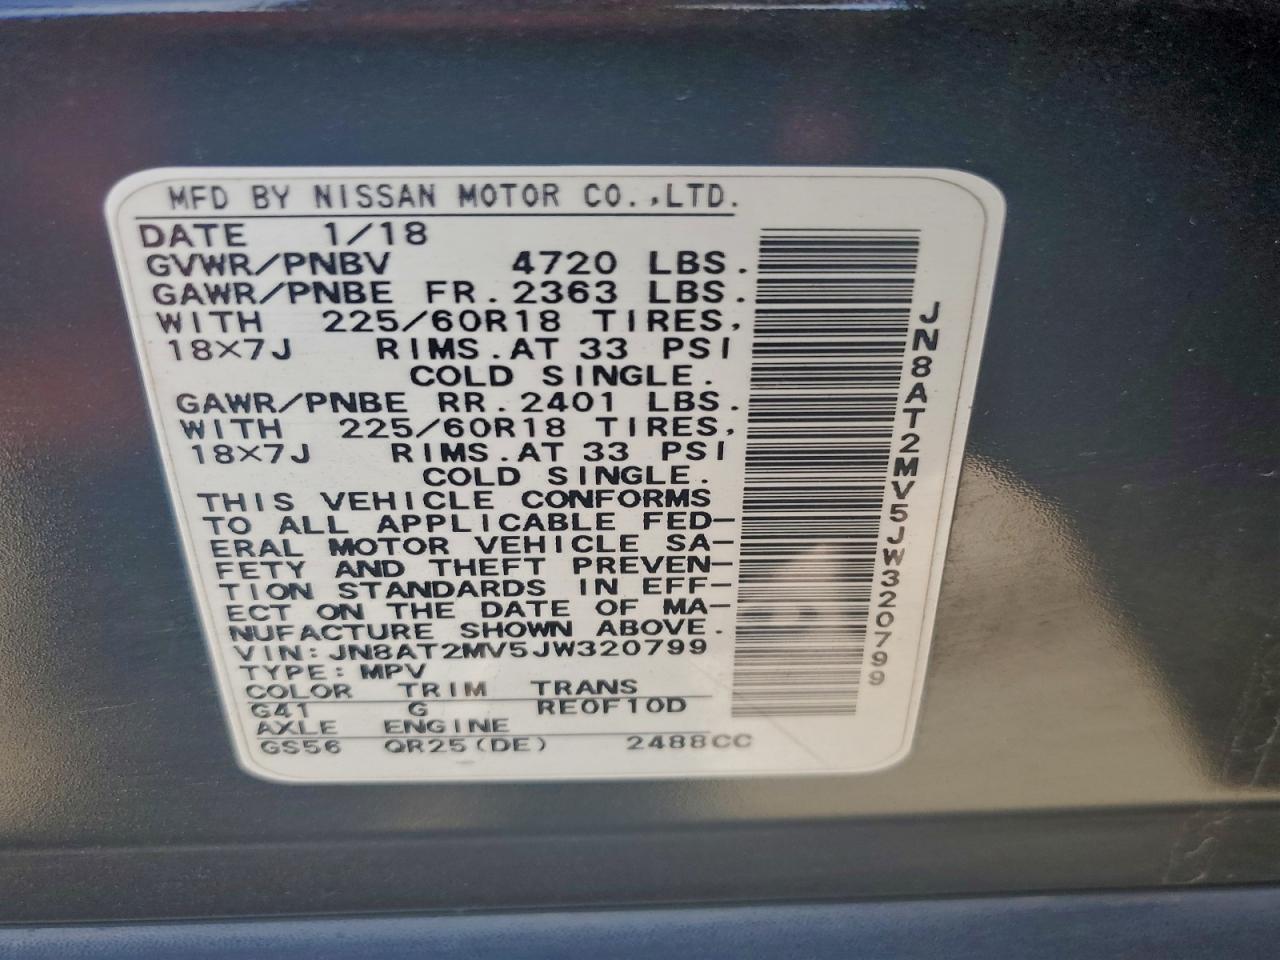 MFD BY NISSAN MOTOR CO.,LTD.
DATE 1/18
GVWR/PNBV 4720 LBS.
GAWR/PNBE FR.2363 LBS.
WITH 225/60R18 TIRES,
18×7J RIMS.AT 33 PSI
COLD SINGLE.
GAWR/PNBE RR.2401 LBS.
WITH 225/60R18 TIRES,
18×7J RIMS.AT 33 PSI
COLD SINGLE.
THIS VEHICLE CONFORMS
TO ALL APPLICABLE FED-
ERAL MOTOR VEHICLE SA-
FETY AND THEFT PREVEN-
TION STANDARDS IN EFF-
ECT ON THE DATE OF MA-
NUFACTURE SHOWN ABOVE.
VIN:JN8AT2MV5JW320799
TYPE:MPV
COLOR TRIM TRANS
G41 G RE0F10D
AXLE ENGINE
GS56 QR25(DE) 2488CC
JN8AT2MV5JW320799